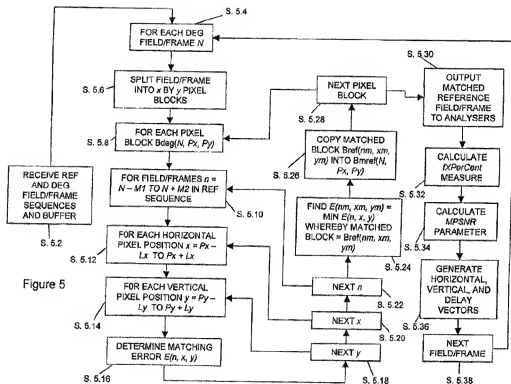 S. 5.4
FOR EACH DEG
FIELD/FRAME N
S. 5.6
SPLIT FIELD/FRAME
INTO x BY y PIXEL
BLOCKS
S. 5.8
FOR EACH PIXEL
BLOCK Bdeg(N, Px, Py)
RECEIVE REF
AND DEG
FIELD/FRAME
SEQUENCES
AND BUFFER
S. 5.2
FOR FIELD/FRAMES n =
N – M1 TO N + M2 IN REF
SEQUENCE
S. 5.10
S. 5.12
FOR EACH HORIZONTAL
PIXEL POSITION x = Px –
Lx TO Px + Lx
Figure 5
FOR EACH VERTICAL
PIXEL POSITION y = Py –
Ly TO Py + Ly
S. 5.14
DETERMINE MATCHING
ERROR E(n, x, y)
S. 5.16
NEXT y
S. 5.18
NEXT x
S. 5.20
NEXT n
S. 5.22
FIND E(nm, xm, ym) =
MIN E(n, x, y)
WHEREBY MATCHED
BLOCK = Bref(nm, xm,
ym)
S. 5.24
COPY MATCHED
BLOCK Bref(nm, xm,
ym) INTO Bmref(N,
Px, Py)
S. 5.26
NEXT PIXEL
BLOCK
S. 5.28
S. 5.30
OUTPUT
MATCHED
REFERENCE
FIELD/FRAME
TO ANALYSERS
CALCULATE
fXPerCent
MEASURE
S. 5.32
CALCULATE
MPSNR
PARAMETER
S. 5.34
GENERATE
HORIZONTAL,
VERTICAL, AND
DELAY
VECTORS
S. 5.36
NEXT
FIELD/FRAME
S. 5.38